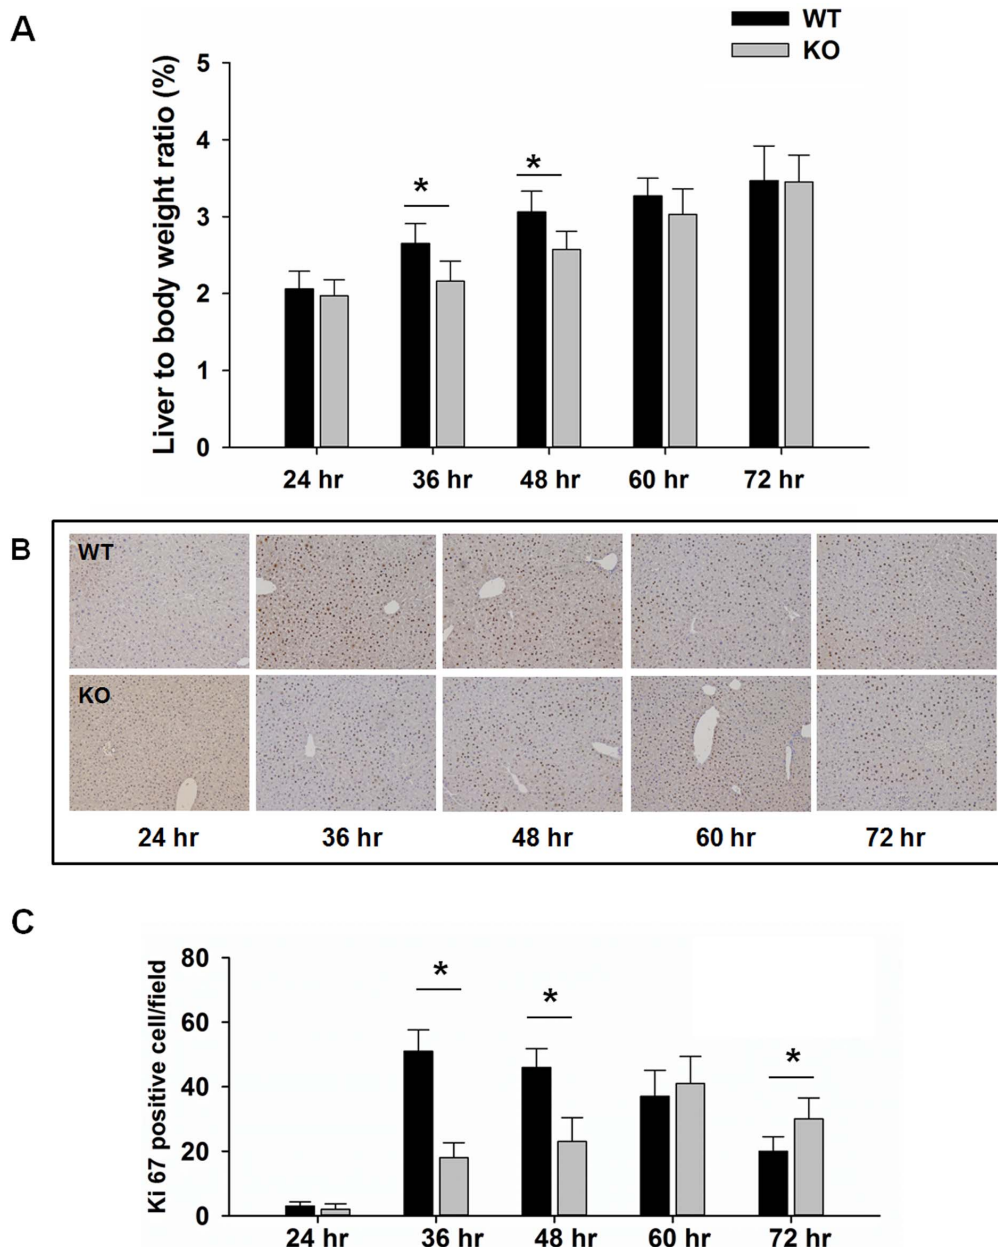 A
WT
KO
Liver to body weight ratio (%)
5
4
3
2
1
0
*
*
24 hr 36 hr 48 hr 60 hr 72 hr
B
WT
KO
24 hr 36 hr 48 hr 60 hr 72 hr
C
Ki 67 positive cell/field
80
60
40
20
0
*
*
*
24 hr 36 hr 48 hr 60 hr 72 hr